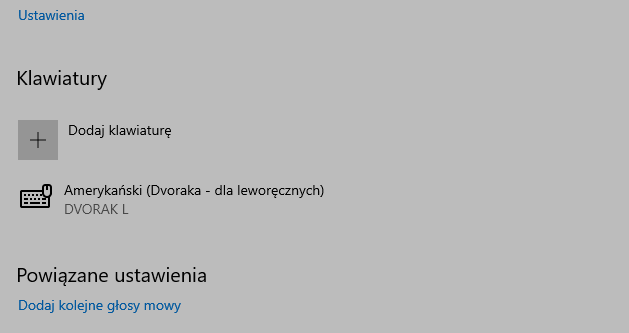 Ustawienia
Klawiatury
Dodaj klawiaturę
Amerykański (Dvoraka - dla leworęcznych)
DVORAK L
Powiązane ustawienia
Dodaj kolejne głosy mowy